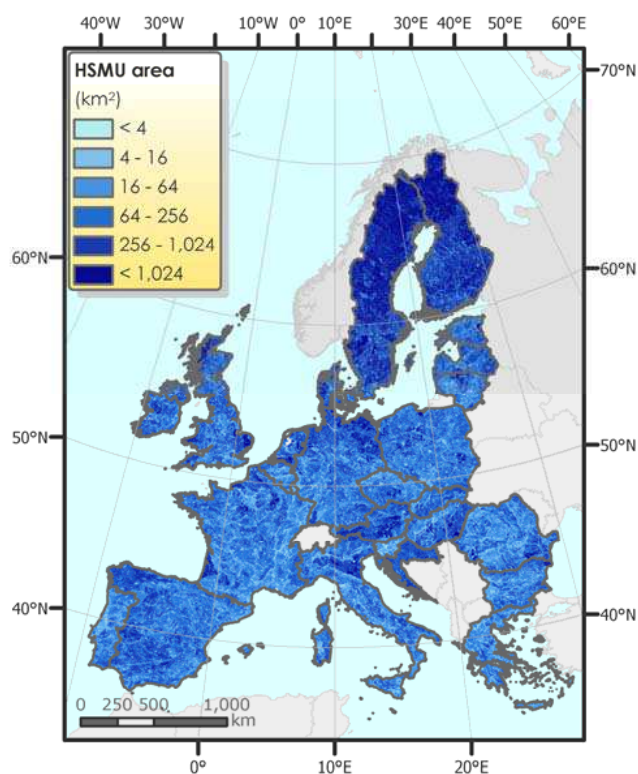 40°W 30°W 10°W 0° 10°E 30°E 40°E 50°E 60°E
HSMU area
(km²)
< 4
4 - 16
16 - 64
64 - 256
256 - 1,024
< 1,024
70°N
60°N
60°N
50°N
50°N
40°N
40°N
0 250 500 1,000
km
0° 10°E 20°E